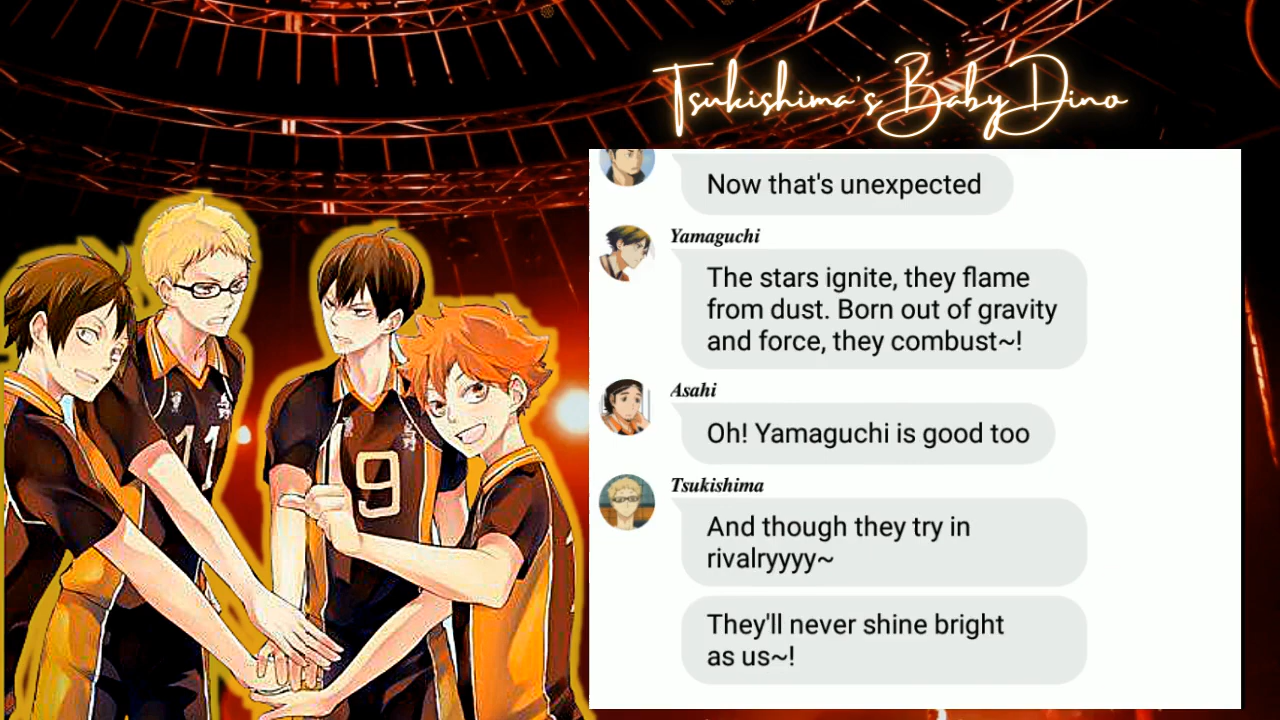 Tsukishima's Baby Dino
Now that's unexpected
Yamaguchi
The stars ignite, they flame
from dust. Born out of gravity
and force, they combust~!
Asahi
Oh! Yamaguchi is good too
Tsukishima
And though they try in
rivalryyyy~
They'll never shine bright
as us~!
11
9